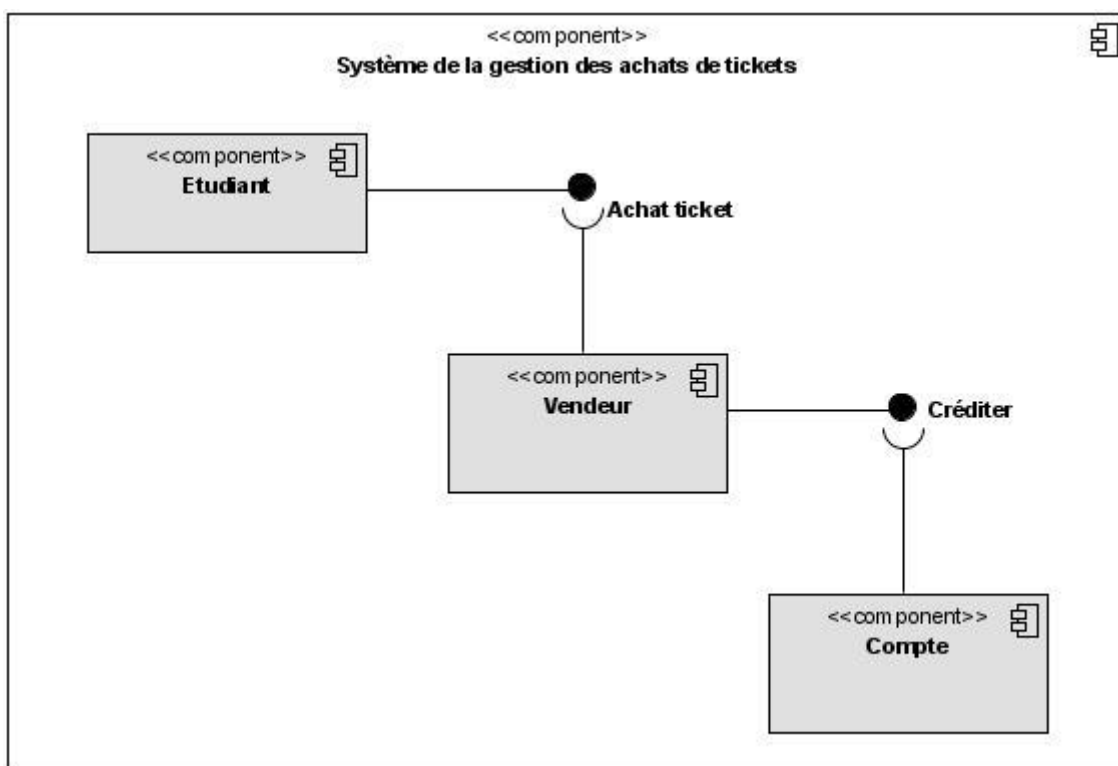 <<component>>
Système de la gestion des achats de tickets
<<component>>
Etudiant
Achat ticket
<<component>>
Vendeur
Créditer
<<component>>
Compte